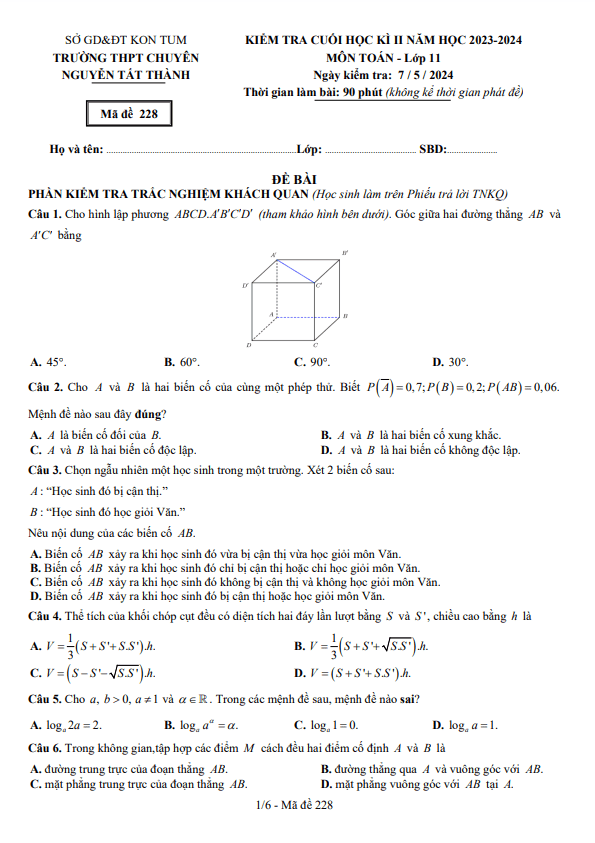 SỞ GD&ĐT KON TUM
TRƯỜNG THPT CHUYÊN
NGUYỄN TẤT THÀNH
Mã đề 228
KIỂM TRA CUỐI HỌC KÌ II NĂM HỌC 2023-2024
MÔN TOÁN - Lớp 11
Ngày kiểm tra: 7 / 5 / 2024
Thời gian làm bài: 90 phút (không kể thời gian phát đề)
Họ và tên: ..........Lớp: .......... SBD:..........
ĐỀ BÀI
PHẦN KIỂM TRA TRẮC NGHIỆM KHÁCH QUAN (Học sinh làm trên Phiếu trả lời TNKQ)
Câu 1. Cho hình lập phương ABCD.A'B'C'D' (tham khảo hình bên dưới). Góc giữa hai đường thẳng AB và
A'C' bằng
A' B'
D' C'
A B
D C
A. 45°. B. 60°. C. 90°. D. 30°.
Câu 2. Cho A và B là hai biến cố của cùng một phép thử. Biết P(A̅) = 0,7; P(B) = 0,2; P(AB) = 0,06.
Mệnh đề nào sau đây đúng?
A. A là biến cố đối của B. B. A và B là hai biến cố xung khắc.
C. A và B là hai biến cố độc lập. D. A và B là hai biến cố không độc lập.
Câu 3. Chọn ngẫu nhiên một học sinh trong một trường. Xét 2 biến cố sau:
A : “Học sinh đó bị cận thị.”
B : “Học sinh đó học giỏi Văn.”
Nêu nội dung của các biến cố AB.
A. Biến cố AB xảy ra khi học sinh đó vừa bị cận thị vừa học giỏi môn Văn.
B. Biến cố AB xảy ra khi học sinh đó chỉ bị cận thị hoặc chỉ học giỏi môn Văn.
C. Biến cố AB xảy ra khi học sinh đó không bị cận thị và không học giỏi môn Văn.
D. Biến cố AB xảy ra khi học sinh đó bị cận thị hoặc học giỏi môn Văn.
Câu 4. Thể tích của khối chóp cụt đều có diện tích hai đáy lần lượt bằng S và S', chiều cao bằng h là
A. V = 1/3 (S + S' + S.S').h. B. V = 1/3 (S + S' + √S.S').h.
C. V = (S − S' − √S.S').h. D. V = (S + S' + S.S').h.
Câu 5. Cho a, b > 0, a ≠ 1 và α ∈ ℝ. Trong các mệnh đề sau, mệnh đề nào sai?
A. logₐ 2a = 2. B. logₐ a^α = α. C. logₐ 1 = 0. D. logₐ a = 1.
Câu 6. Trong không gian,tập hợp các điểm M cách đều hai điểm cố định A và B là
A. đường trung trực của đoạn thẳng AB. B. đường thẳng qua A và vuông góc với AB.
C. mặt phẳng trung trực của đoạn thẳng AB. D. mặt phẳng vuông góc với AB tại A.
1/6 - Mã đề 228